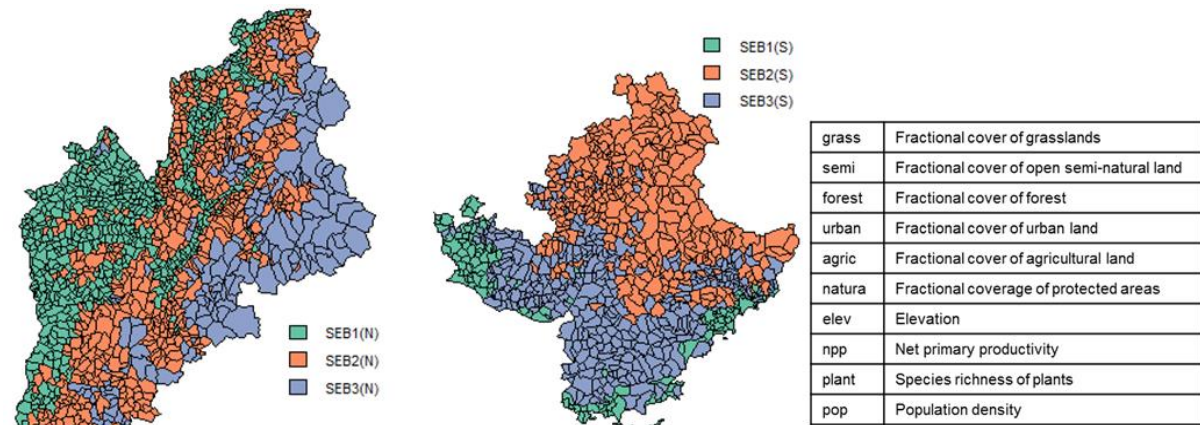 SEB1(S)
SEB2(S)
SEB3(S)
SEB1(N)
SEB2(N)
SEB3(N)
grass Fractional cover of grasslands
semi Fractional cover of open semi-natural land
forest Fractional cover of forest
urban Fractional cover of urban land
agric Fractional cover of agricultural land
natura Fractional coverage of protected areas
elev Elevation
npp Net primary productivity
plant Species richness of plants
pop Population density